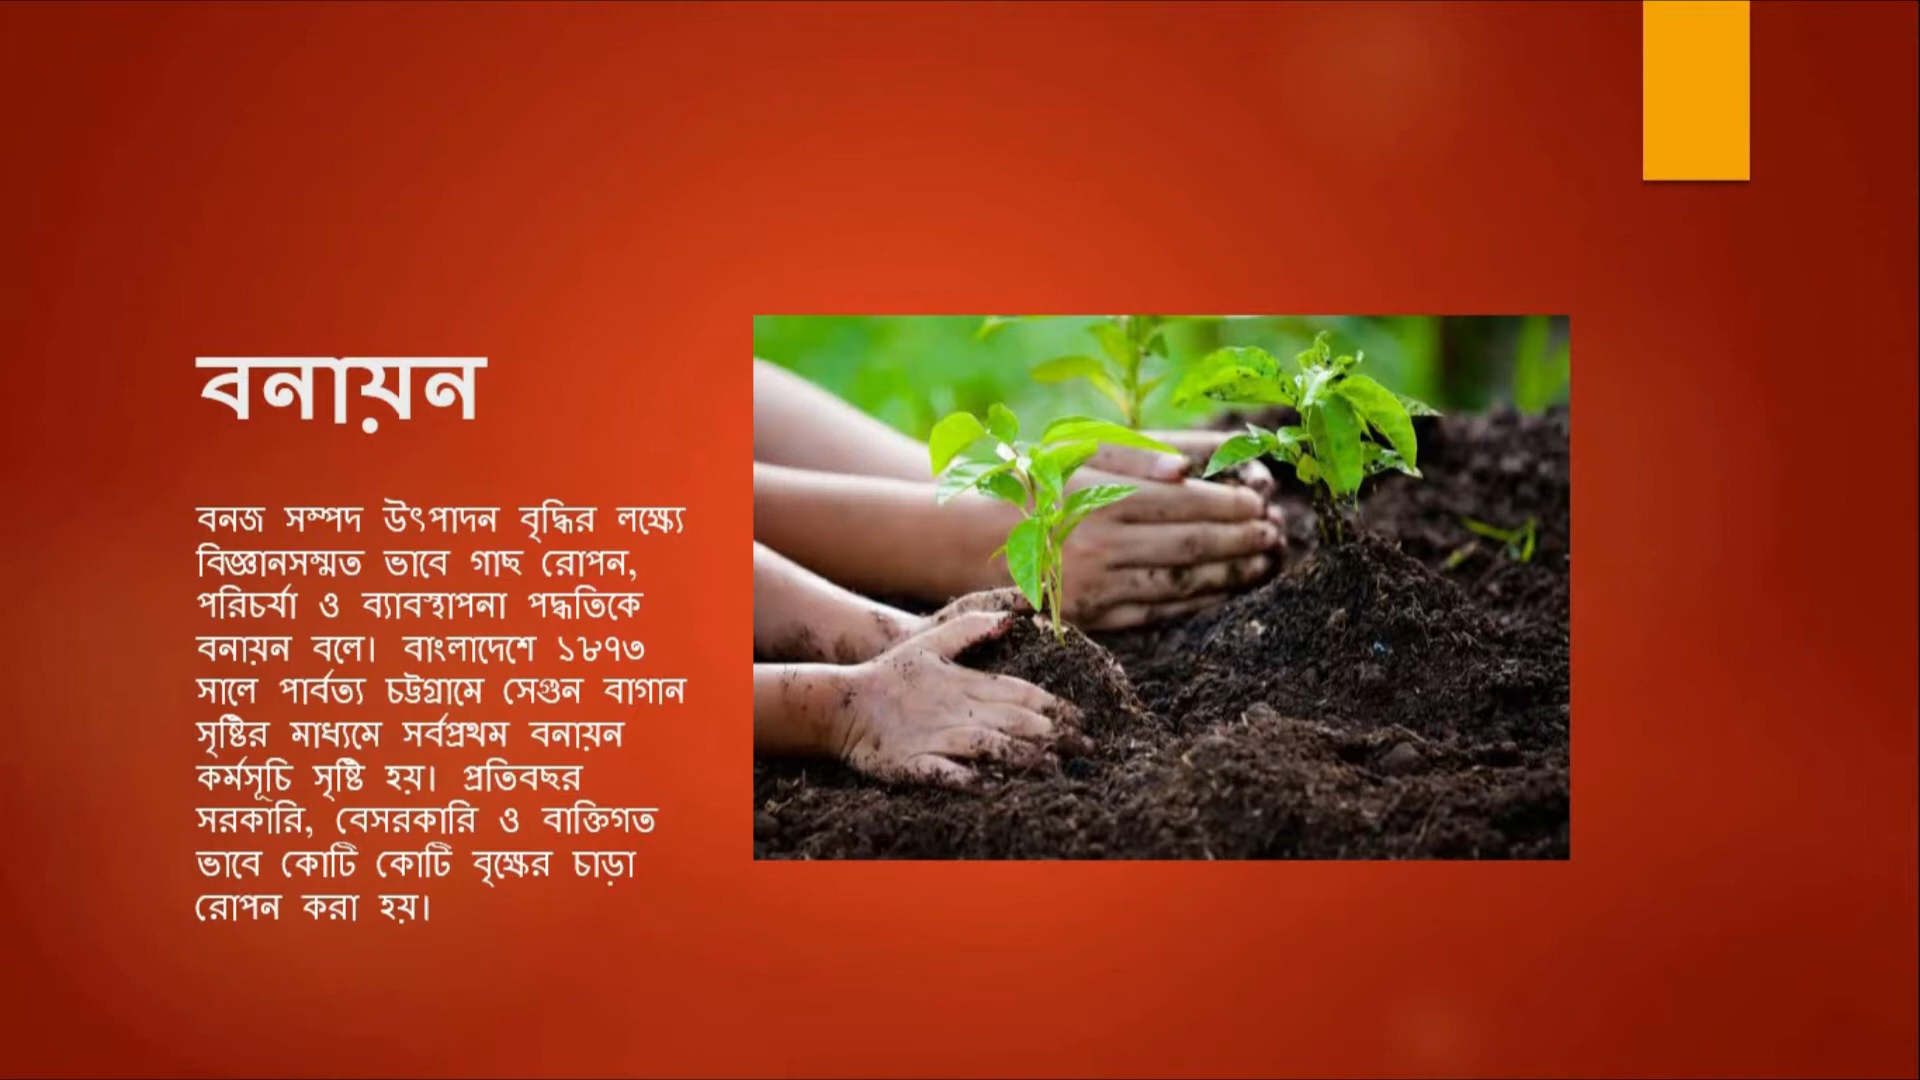 বনায়ন
বনজ সম্পদ উৎপাদন বৃদ্ধির লক্ষ্যে
বিজ্ঞানসম্মত ভাবে গাছ রোপন,
পরিচর্যা ও ব্যাবস্থাপনা পদ্ধতিকে
বনায়ন বলে। বাংলাদেশে ১৮৭৩
সালে পার্বত্য চট্টগ্রামে সেগুন বাগান
সৃষ্টির মাধ্যমে সর্বপ্রথম বনায়ন
কর্মসূচি সৃষ্টি হয়। প্রতিবছর
সরকারি, বেসরকারি ও বাক্তিগত
ভাবে কোটি কোটি বৃক্ষের চাড়া
রোপন করা হয়।